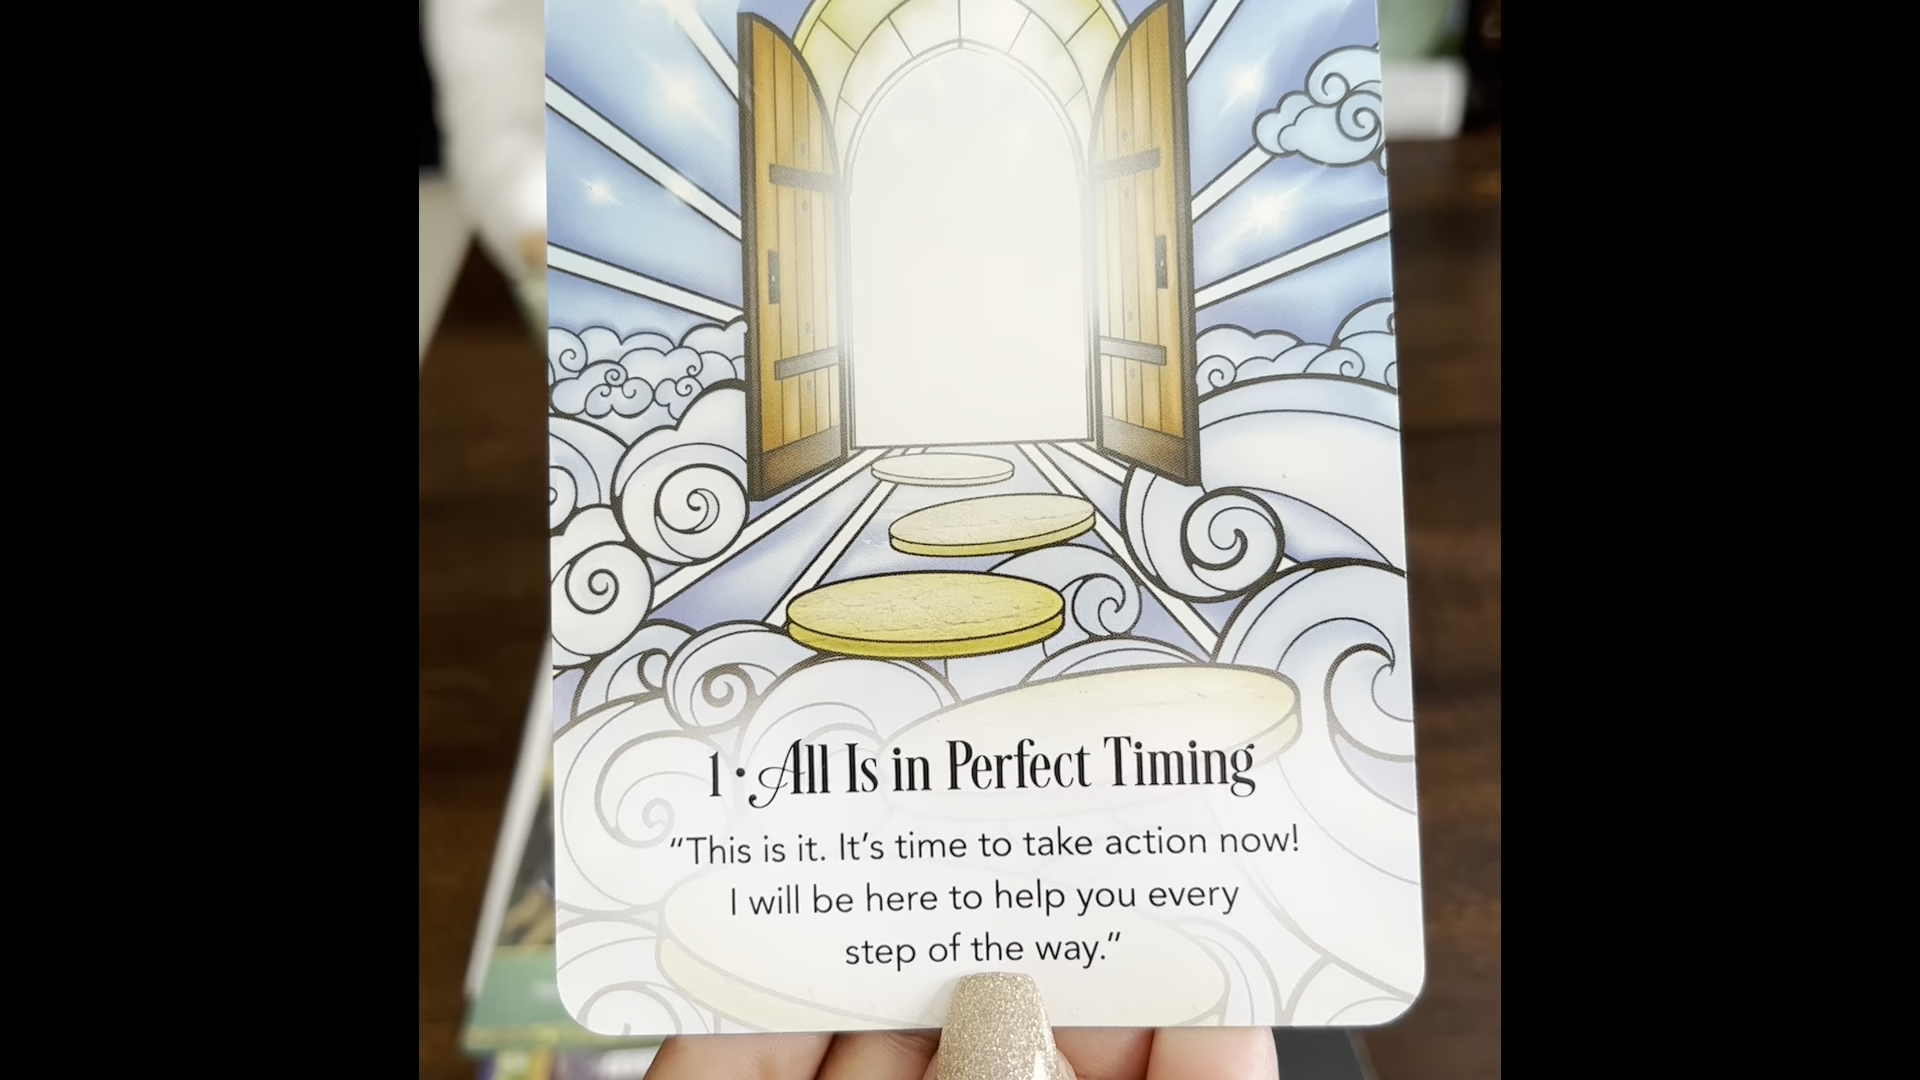 1 • All Is in Perfect Timing
“This is it. It’s time to take action now!
I will be here to help you every
step of the way.”